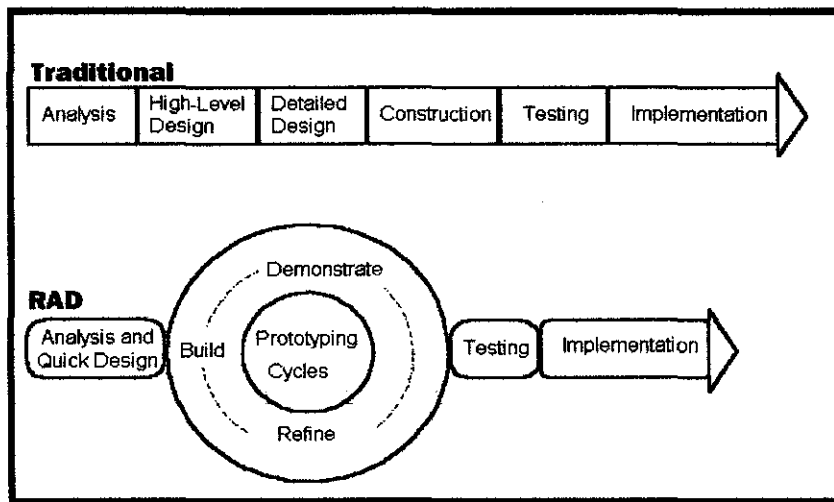 Traditional
Analysis
High-Level
Design
Detailed
Design
Construction
Testing
Implementation
RAD
Analysis and
Quick Design
Demonstrate
Build
Prototyping
Cycles
Refine
Testing
Implementation